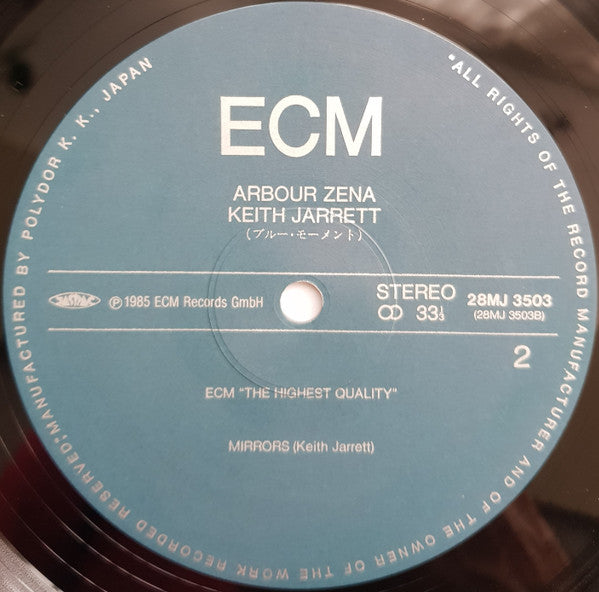 ECM
ARBOUR ZENA
KEITH JARRETT
(ブルー・モーメント)
JASRAC
Ⓟ1985 ECM Records GmbH
STEREO
33⅓
28MJ 3503
(28MJ 3503B)
2
ECM "THE HIGHEST QUALITY"
MIRRORS (Keith Jarrett)
"ALL RIGHTS OF THE RECORD MANUFACTURER AND OF THE OWNER OF THE WORK RECORDED RESERVED" MANUFACTURED BY POLYDOR K. K., JAPAN